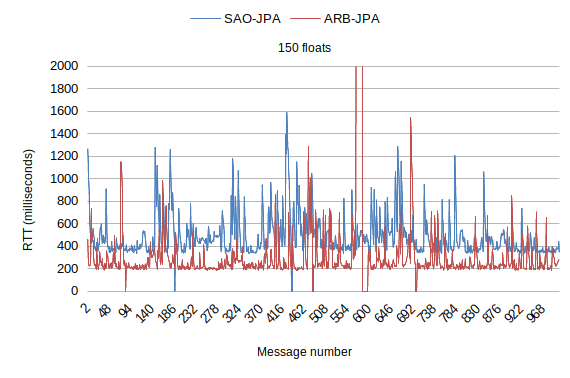 SAO-JPA ARB-JPA
150 floats
RTT (milliseconds)
2000
1800
1600
1400
1200
1000
800
600
400
200
0
2 48 94 140 186 232 278 324 370 416 462 508 554 600 646 692 738 784 830 876 922 968
Message number